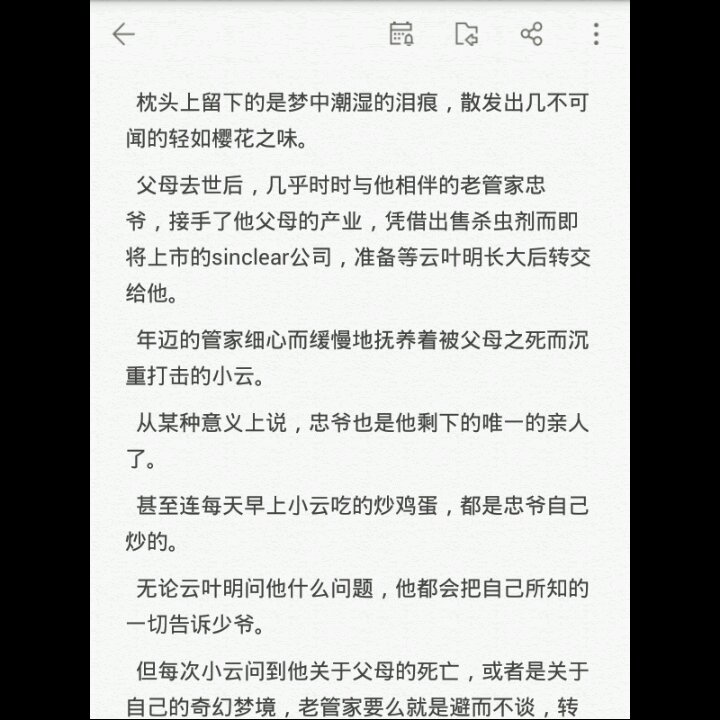 枕头上留下的是梦中潮湿的泪痕，散发出几不可
闻的轻如樱花之味。
父母去世后，几乎时时与他相伴的老管家忠
爷，接手了他父母的产业，凭借出售杀虫剂而即
将上市的sinclear公司，准备等云叶明长大后转交
给他。
年迈的管家细心而缓慢地抚养着被父母之死而沉
重打击的小云。
从某种意义上说，忠爷也是他剩下的唯一的亲人
了。
甚至连每天早上小云吃的炒鸡蛋，都是忠爷自己
炒的。
无论云叶明问他什么问题，他都会把自己所知的
一切告诉少爷。
但每次小云问到他关于父母的死亡，或者是关于
自己的奇幻梦境，老管家要么就是避而不谈，转